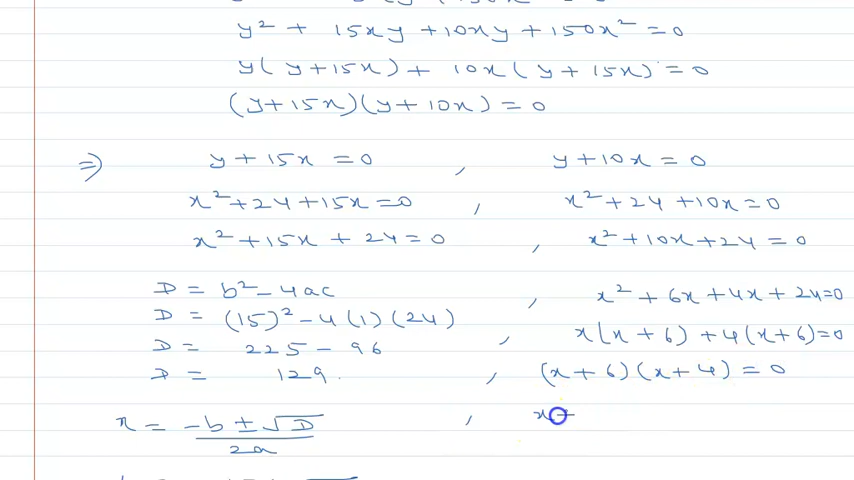 y² + 15xy + 10xy + 150x² = 0
y(y + 15x) + 10x(y + 15x) = 0
(y + 15x)(y + 10x) = 0
⇒ y + 15x = 0 , y + 10x = 0
x² + 24 + 15x = 0 , x² + 24 + 10x = 0
x² + 15x + 24 = 0 , x² + 10x + 24 = 0
D = b² - 4ac , x² + 6x + 4x + 24 = 0
D = (15)² - 4(1)(24)
D = 225 - 96 , x(x + 6) + 4(x + 6) = 0
D = 129 , (x + 6)(x + 4) = 0
x = -b ± √D / 2a , x +